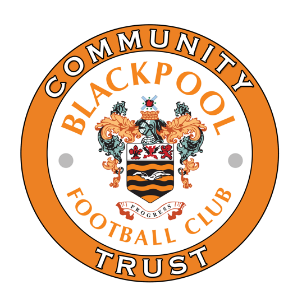 COMMUNITY
BLACKPOOL
PROGRESS
FOOTBALL CLUB
TRUST